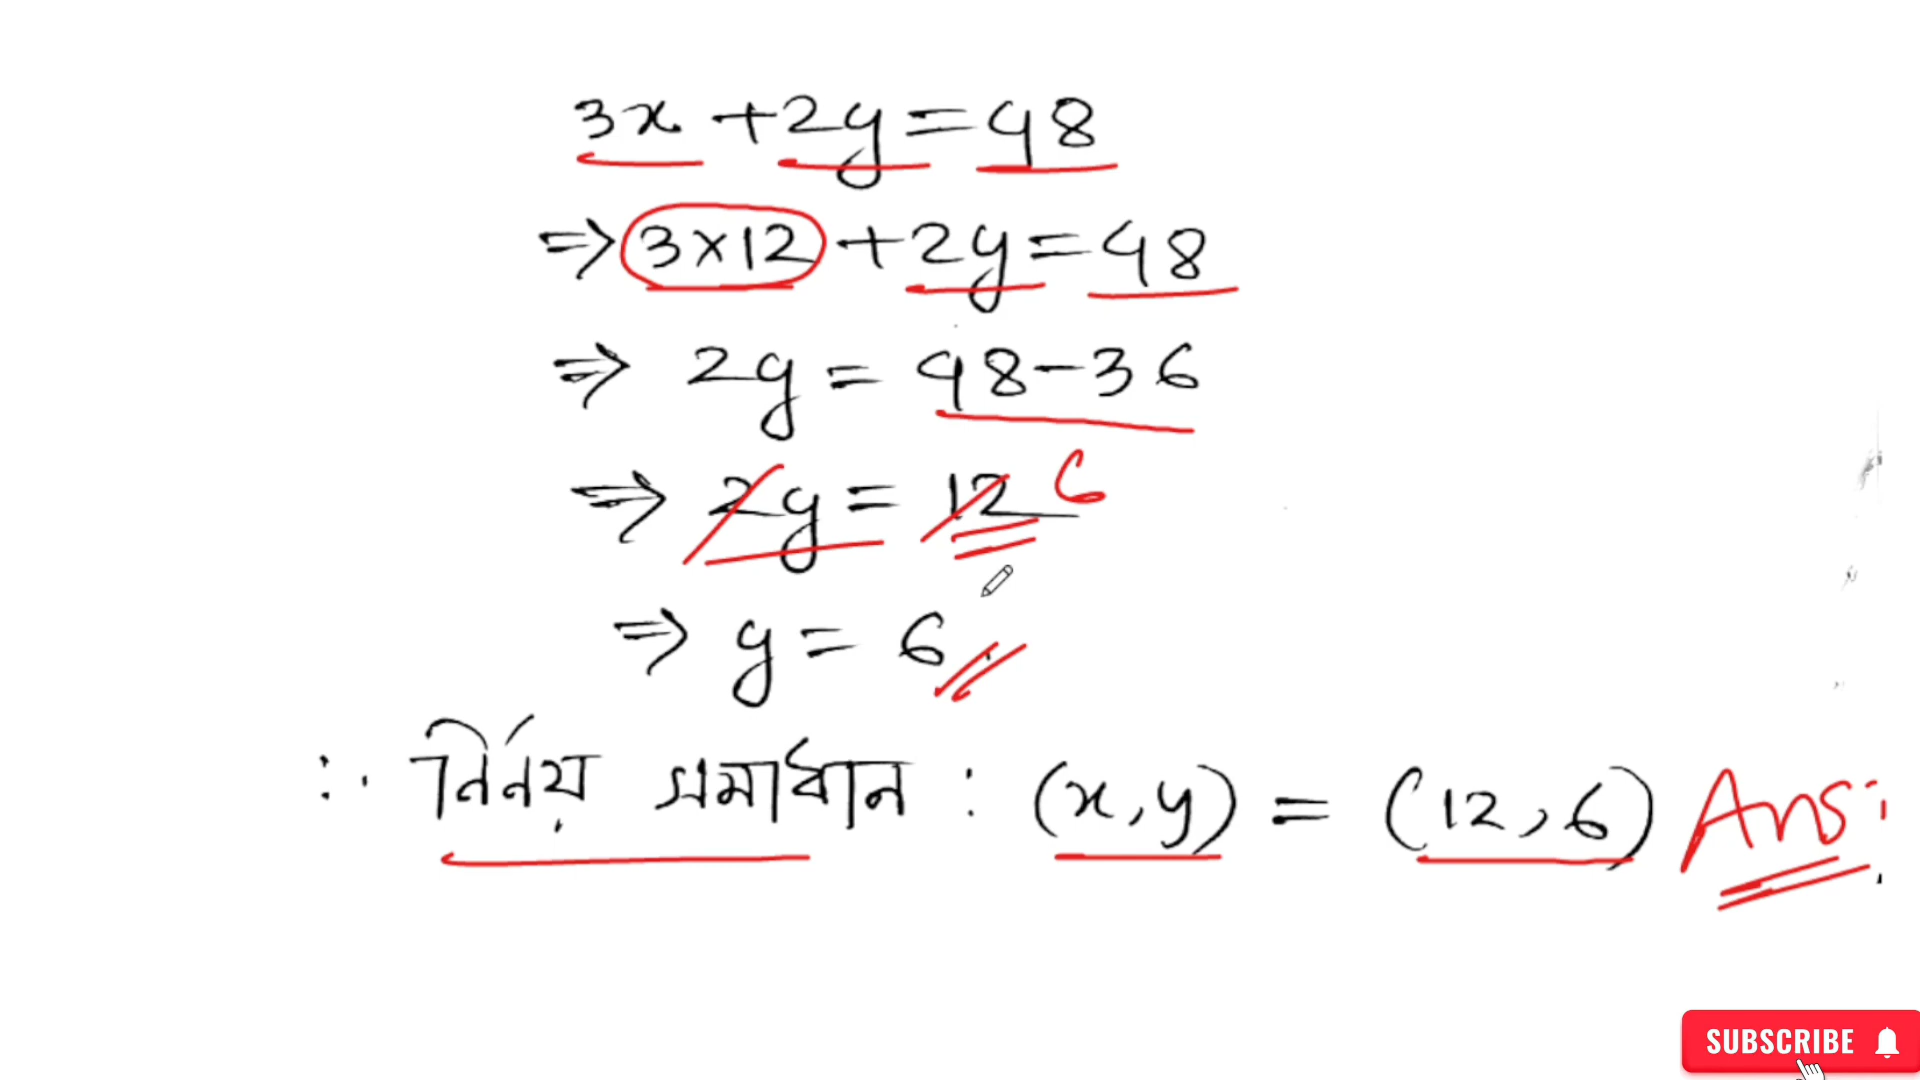 3x + 2y = 48
⇒ 3×12 + 2y = 48
⇒ 2y = 48 - 36
⇒ 2y = 12 6
⇒ y = 6.
∴ নির্নয় সমাধান : (x, y) = (12, 6) Ans:
SUBSCRIBE